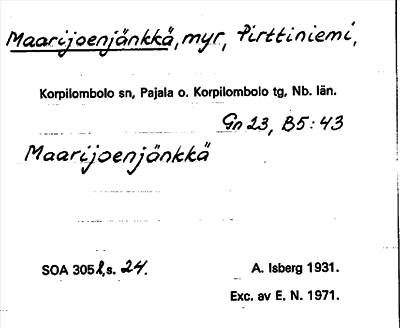 Maarijoenjänkkä, myr, Pirttiniemi,
Korpilombolo sn, Pajala o. Korpilombolo tg, Nb. län.
Gn 23, B5:43
Maarijoenjänkkä
SOA 305 l, s. 24.
A. Isberg 1931.
Exc. av E. N. 1971.